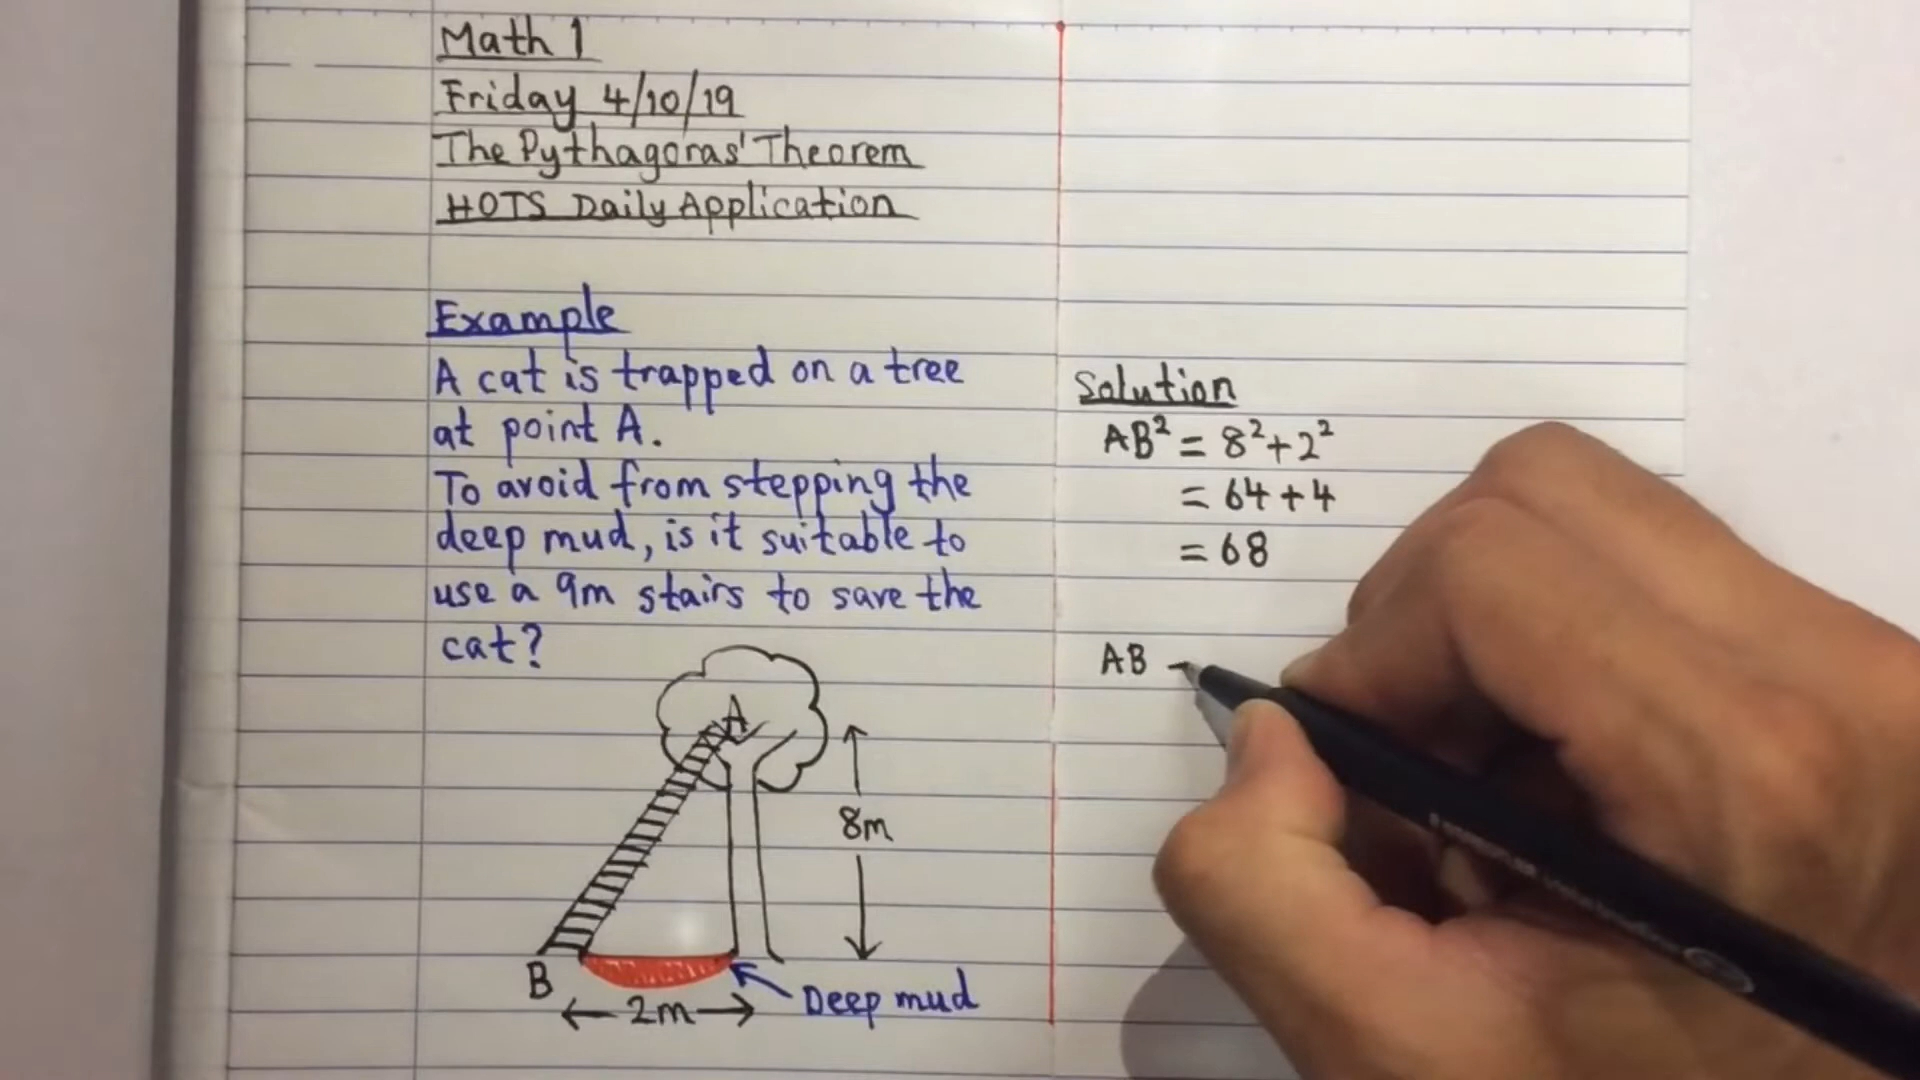 Math 1
Friday 4/10/19
The Pythagoras' Theorem
HOTS Daily Application
Example
A cat is trapped on a tree
at point A.
To avoid from stepping the
deep mud, is it suitable to
use a 9m stairs to save the
cat?
A
8m
B
2m
Deep mud
Solution
AB² = 8² + 2²
= 64 + 4
= 68
AB -